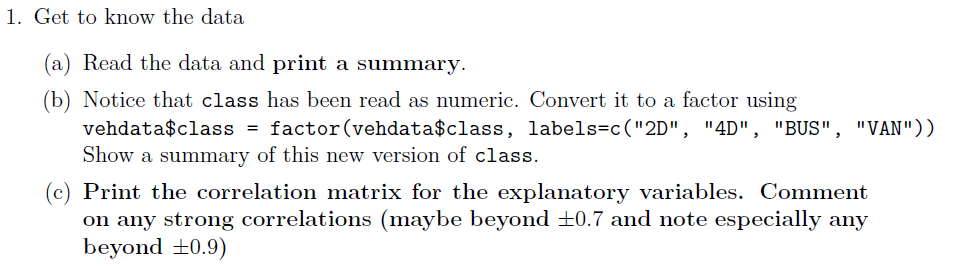 1. Get to know the data
(a) Read the data and print a summary.
(b) Notice that class has been read as numeric. Convert it to a factor using
vehdata$class = factor(vehdata$class, labels=c("2D", "4D", "BUS", "VAN"))
Show a summary of this new version of class.
(c) Print the correlation matrix for the explanatory variables. Comment
on any strong correlations (maybe beyond ±0.7 and note especially any
beyond ±0.9)